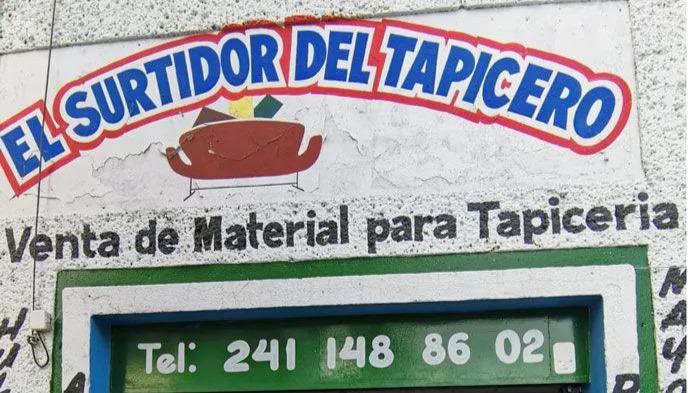 EL SURTIDOR DEL TAPICERO
Venta de Material para Tapiceria
Tel: 241 148 86 02